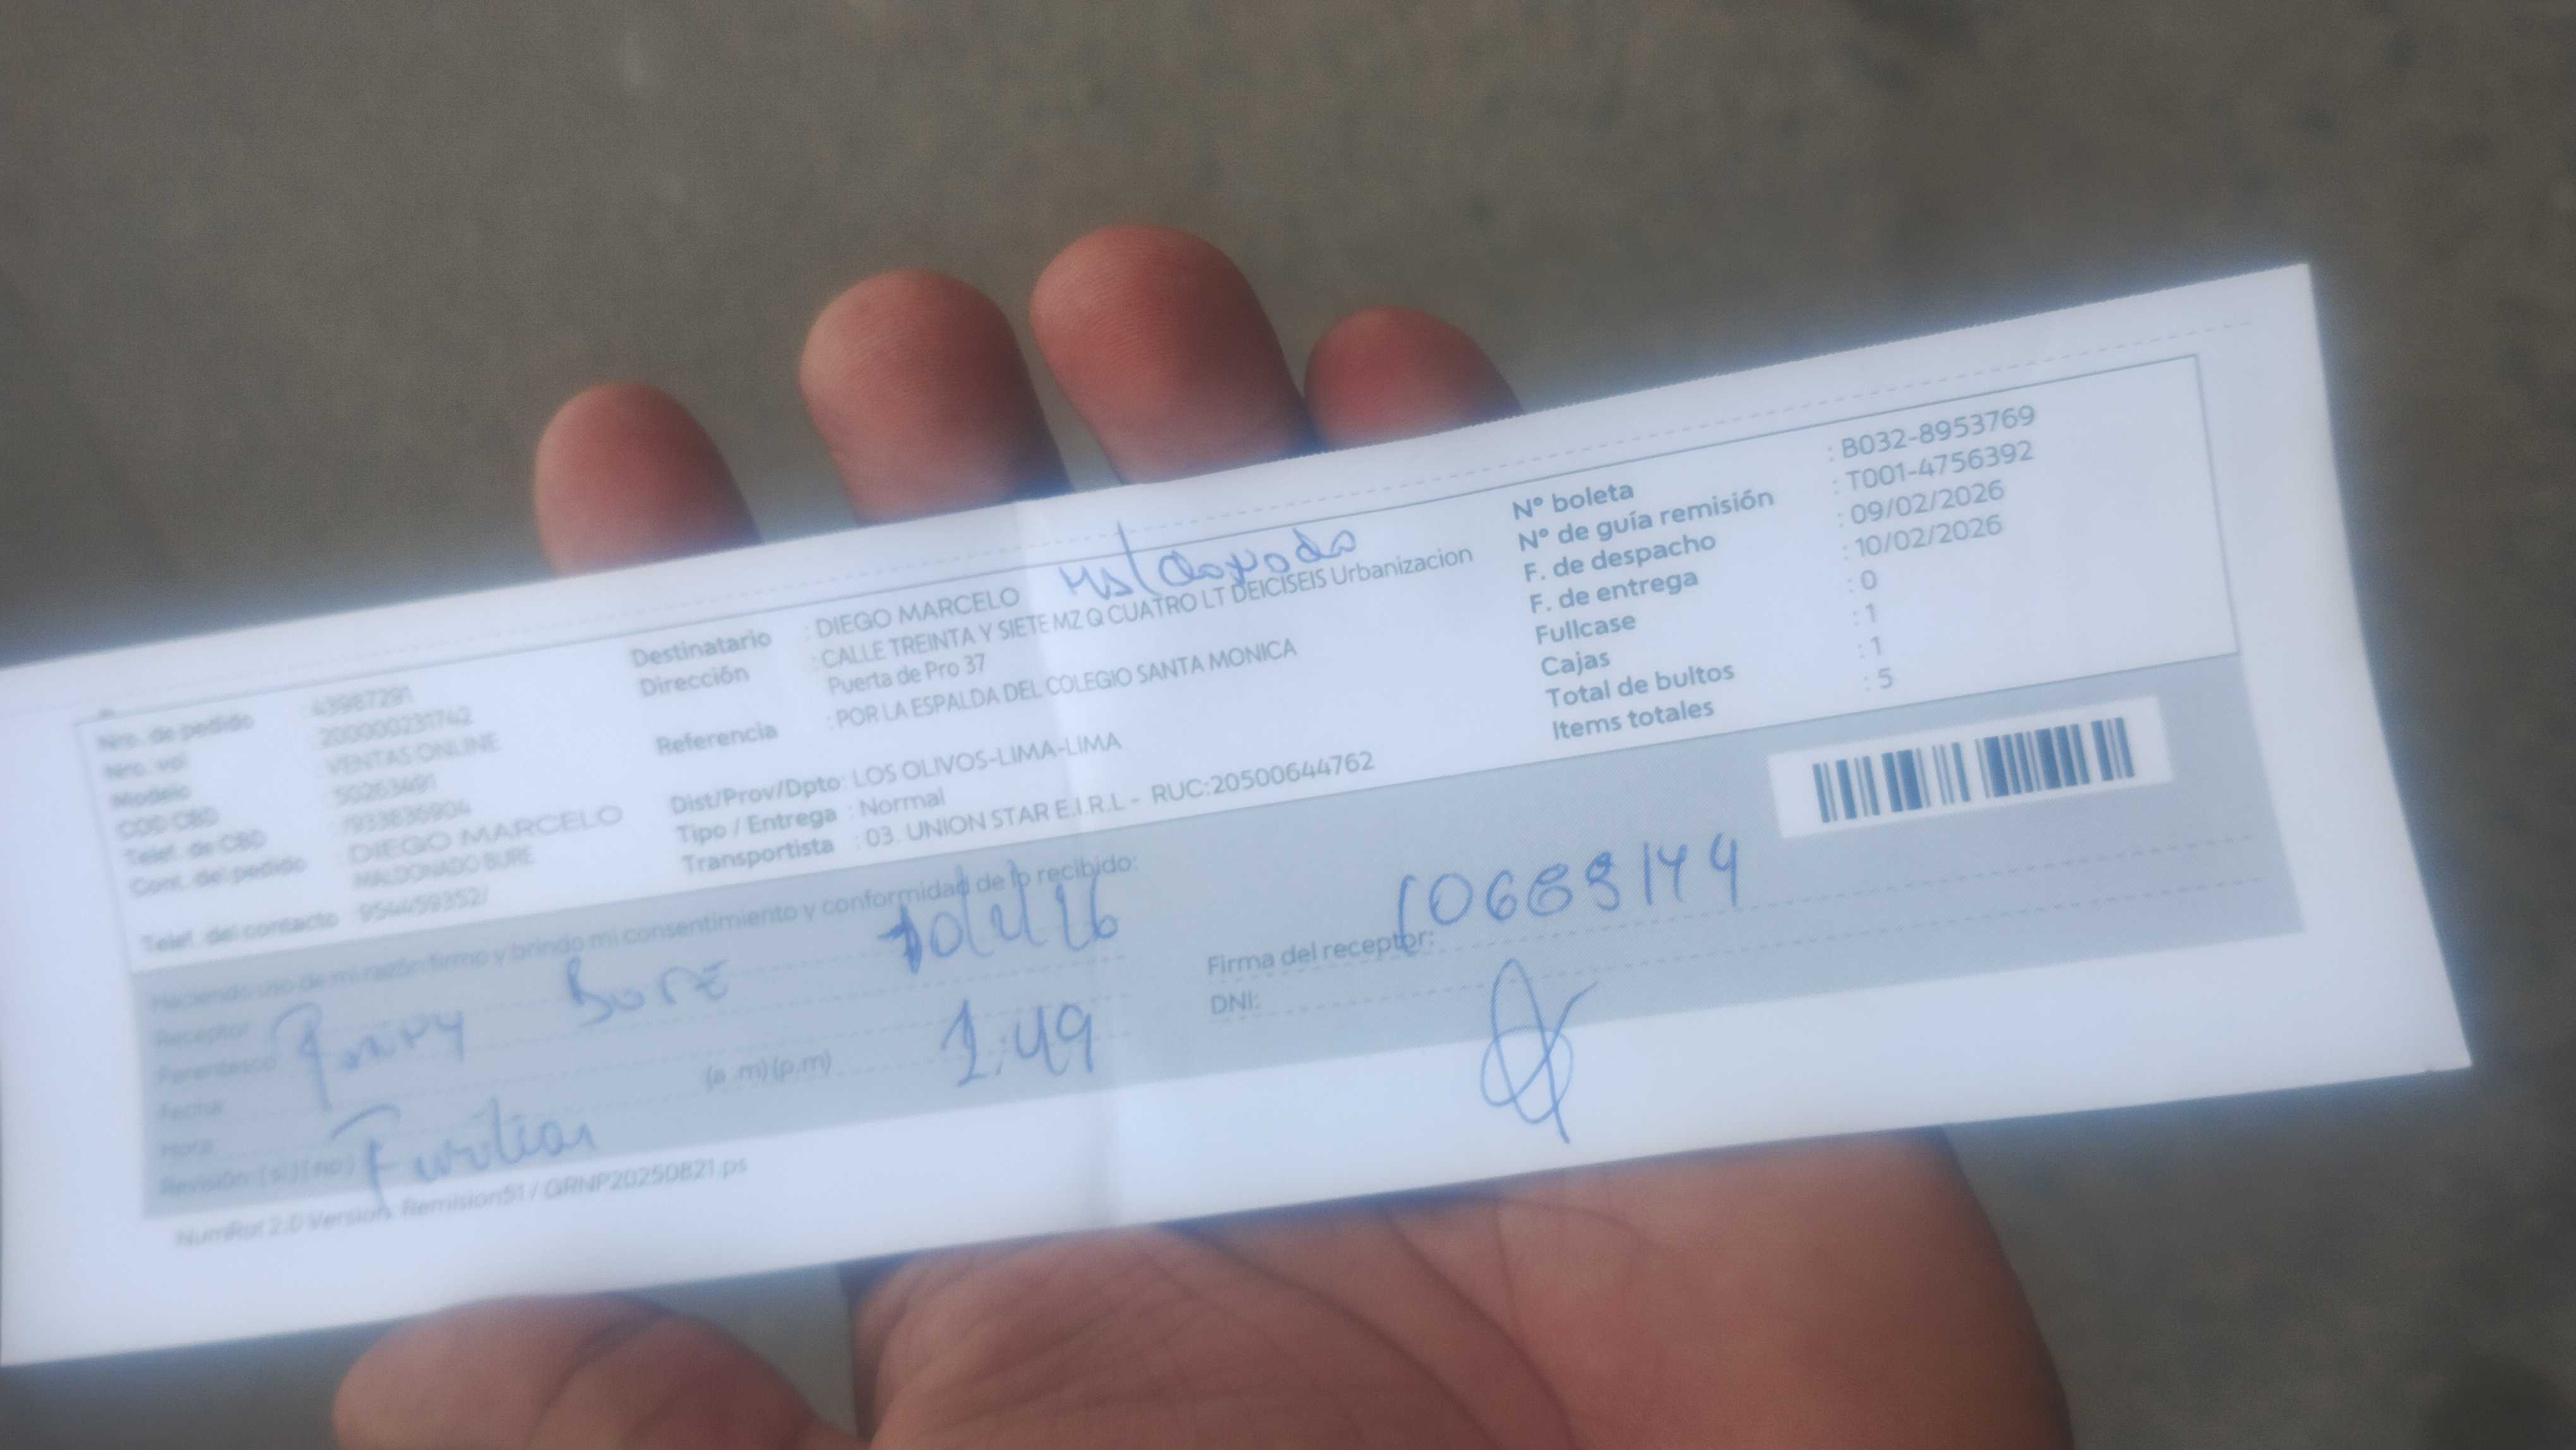 Nro. de pedido : 43987291
Nro. vol : 200000231742
Modelo : VENTAS ONLINE
COD CBD : 50263491
Telef. de CBD : /933836904
Cont. del pedido : DIEGO MARCELO
MALDONADO BURE
Telef. del contacto : 954459352/
Destinatario : DIEGO MARCELO Maldonado
Dirección : CALLE TREINTA Y SIETE MZ Q CUATRO LT DEICISEIS Urbanizacion
Puerta de Pro 37
Referencia : POR LA ESPALDA DEL COLEGIO SANTA MONICA
Dist/Prov/Dpto: LOS OLIVOS-LIMA-LIMA
Tipo / Entrega : Normal
Transportista : 03. UNION STAR E.I.R.L - RUC:20500644762
N° boleta : B032-8953769
N° de guía remisión : T001-4756392
F. de despacho : 09/02/2026
F. de entrega : 10/02/2026
Fullcase : 0
Cajas : 1
Total de bultos : 1
Items totales : 5
Haciendo uso de mi razón firmo y brindo mi consentimiento y conformidad de lo recibido:
Receptor: Bure
Parentesco:
Fecha:
Hora: (a .m) (p.m) 1:49
Revisión: (si) (no)
Firma del receptor: 10688144
DNI:
NumRot 2.0 Version: Remision51 / GRNP20250821.ps